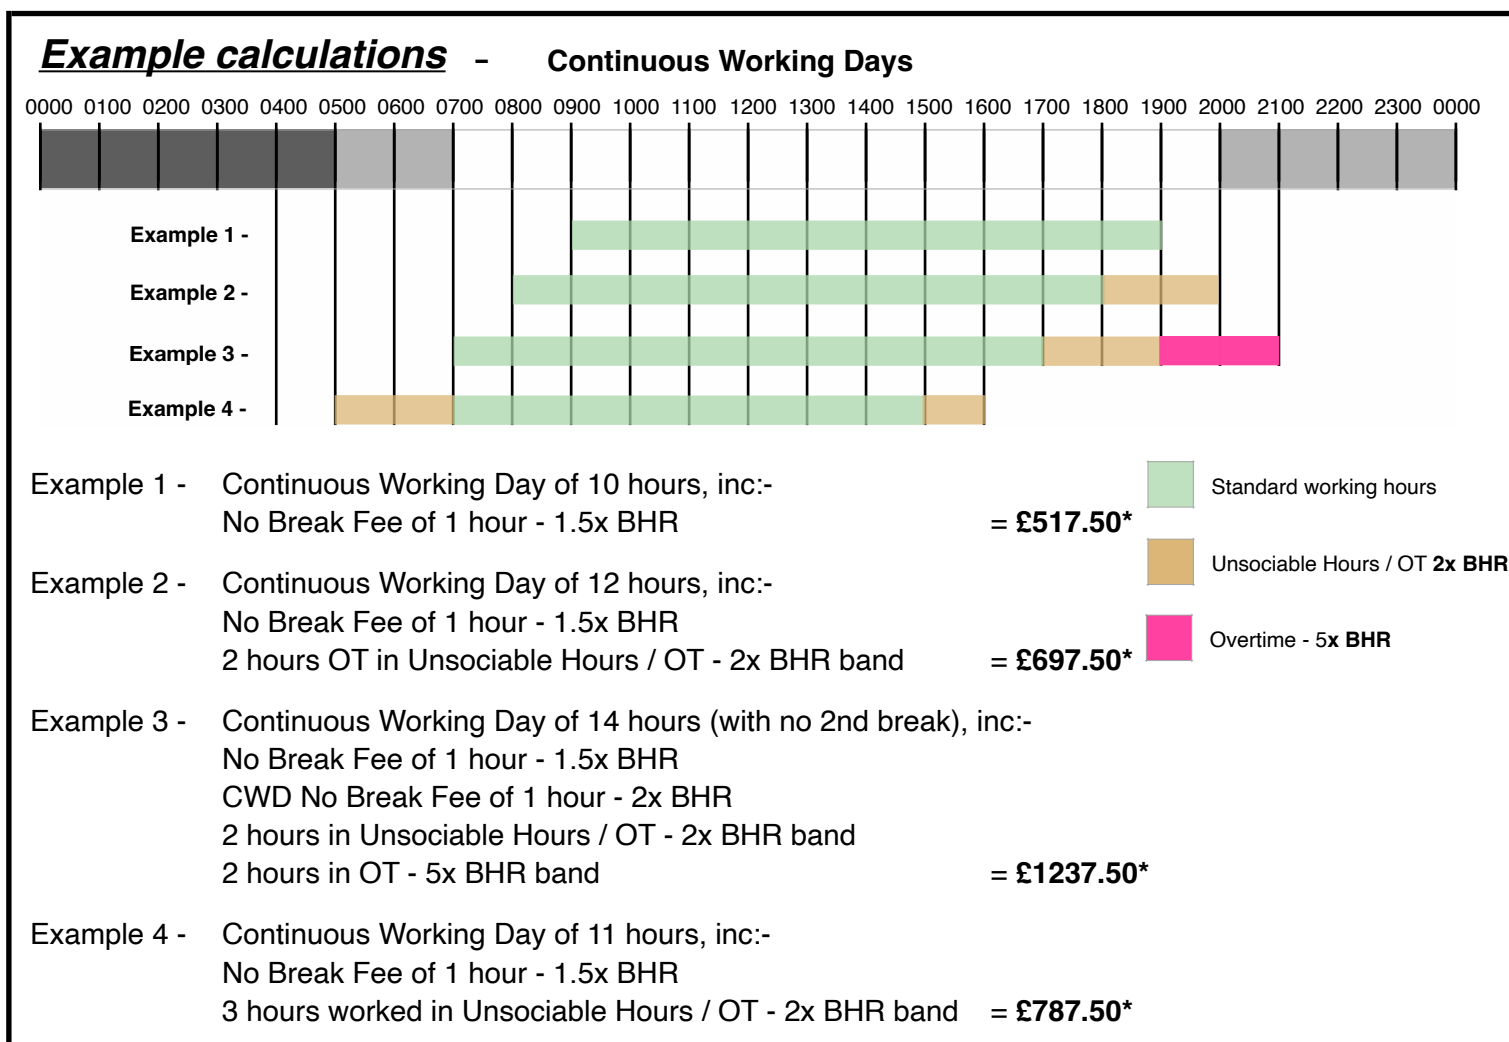 Example calculations - Continuous Working Days
0000 0100 0200 0300 0400 0500 0600 0700 0800 0900 1000 1100 1200 1300 1400 1500 1600 1700 1800 1900 2000 2100 2200 2300 0000
Example 1 -
Example 2 -
Example 3 -
Example 4 -
Example 1 - Continuous Working Day of 10 hours, inc:-
No Break Fee of 1 hour - 1.5x BHR = £517.50*
Example 2 - Continuous Working Day of 12 hours, inc:-
No Break Fee of 1 hour - 1.5x BHR
2 hours OT in Unsociable Hours / OT - 2x BHR band = £697.50*
Example 3 - Continuous Working Day of 14 hours (with no 2nd break), inc:-
No Break Fee of 1 hour - 1.5x BHR
CWD No Break Fee of 1 hour - 2x BHR
2 hours in Unsociable Hours / OT - 2x BHR band
2 hours in OT - 5x BHR band = £1237.50*
Example 4 - Continuous Working Day of 11 hours, inc:-
No Break Fee of 1 hour - 1.5x BHR
3 hours worked in Unsociable Hours / OT - 2x BHR band = £787.50*
Standard working hours
Unsociable Hours / OT 2x BHR
Overtime - 5x BHR